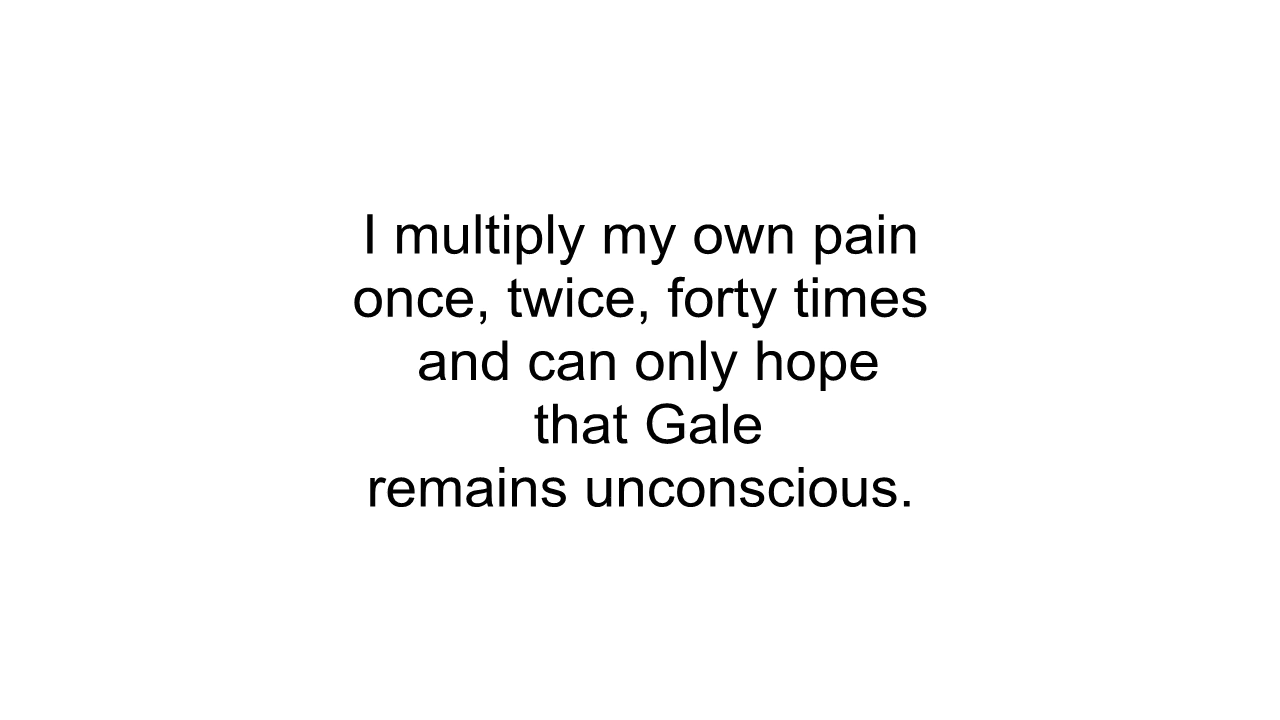 I multiply my own pain
once, twice, forty times
and can only hope
that Gale
remains unconscious.